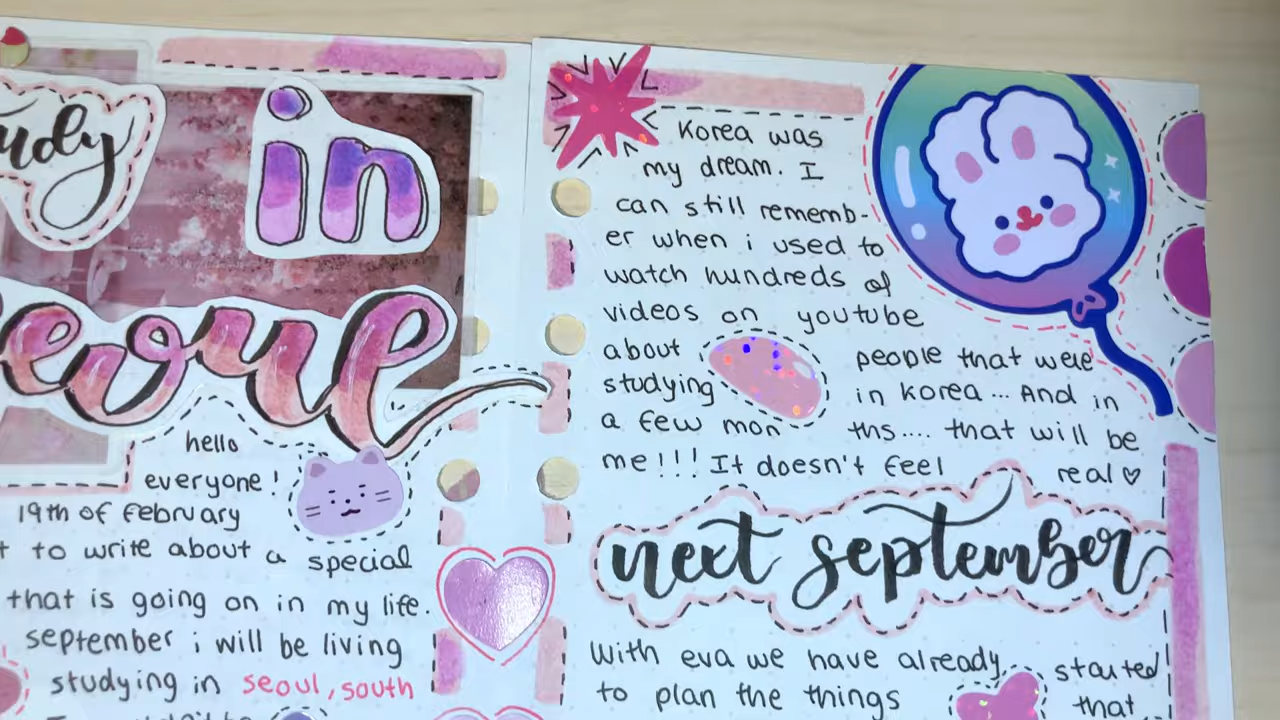 in
hello
everyone!
19th of february
to write about a special
that is going on in my life.
september i will be living
studying in seoul, south
Korea was
my dream. I
can still rememb-
er when i used to
watch hundreds of
videos on youtube
about people that were
studying in korea... And in
a few mon ths.... that will be
me!!! It doesn't feel real ♡
next september
With eva we have already started
to plan the things that